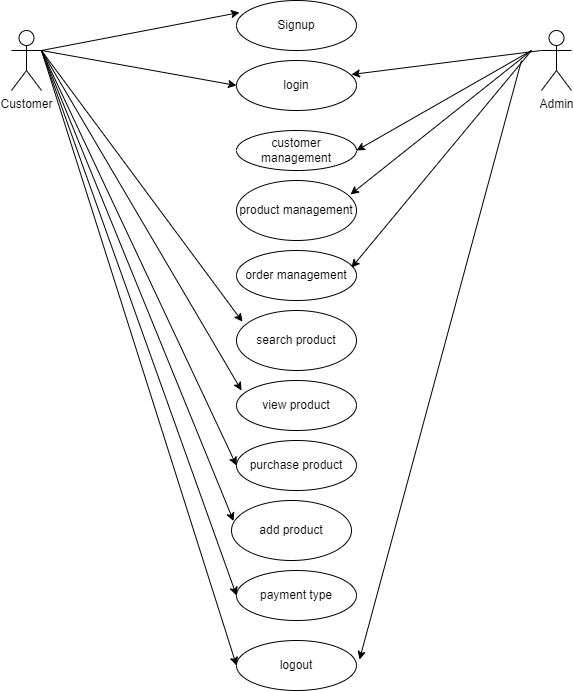 Signup
login
Customer
Admin
customer
management
product management
order management
search product
view product
purchase product
add product
payment type
logout